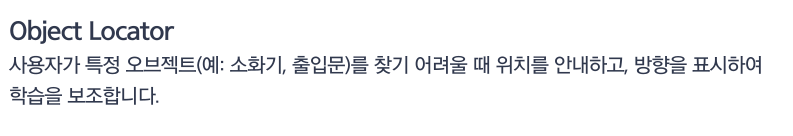 Object Locator
사용자가 특정 오브젝트(예: 소화기, 출입문)를 찾기 어려울 때 위치를 안내하고, 방향을 표시하여
학습을 보조합니다.